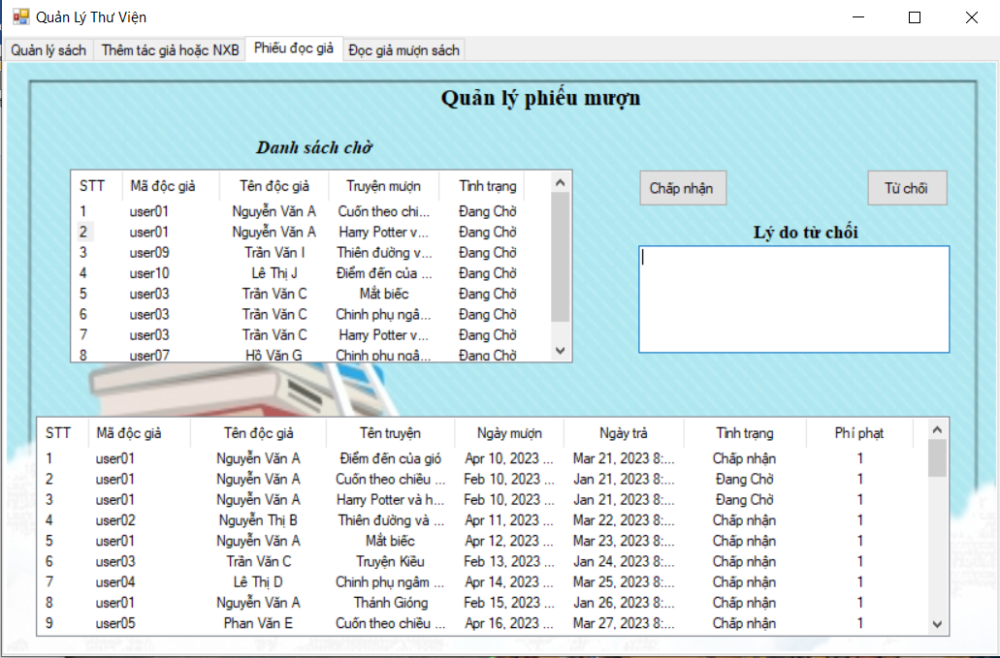 Quản Lý Thư Viện
Quản lý sách Thêm tác giả hoặc NXB Phiếu đọc giả Đọc giả mượn sách
Quản lý phiếu mượn
Danh sách chờ
STT Mã độc giả Tên độc giả Truyện mượn Tình trạng
1 user01 Nguyễn Văn A Cuốn theo chi... Đang Chờ
2 user01 Nguyễn Văn A Harry Potter v... Đang Chờ
3 user09 Trần Văn I Thiên đường v... Đang Chờ
4 user10 Lê Thị J Điểm đến của ... Đang Chờ
5 user03 Trần Văn C Mắt biếc Đang Chờ
6 user03 Trần Văn C Chinh phụ ngâ... Đang Chờ
7 user03 Trần Văn C Harry Potter v... Đang Chờ
8 user07 Hồ Văn G Chinh phụ ngâ... Đang Chờ
Chấp nhận Từ chối
Lý do từ chối
STT Mã độc giả Tên độc giả Tên truyện Ngày mượn Ngày trả Tình trạng Phí phạt
1 user01 Nguyễn Văn A Điểm đến của gió Apr 10, 2023 ... Mar 21, 2023 8:... Chấp nhận 1
2 user01 Nguyễn Văn A Cuốn theo chiều ... Feb 10, 2023 ... Jan 21, 2023 8:... Đang Chờ 1
3 user01 Nguyễn Văn A Harry Potter và h... Feb 10, 2023 ... Jan 21, 2023 8:... Đang Chờ 1
4 user02 Nguyễn Thị B Thiên đường và ... Apr 11, 2023 ... Mar 22, 2023 8:... Chấp nhận 1
5 user01 Nguyễn Văn A Mắt biếc Apr 12, 2023 ... Mar 23, 2023 8:... Chấp nhận 1
6 user03 Trần Văn C Truyện Kiều Feb 13, 2023 ... Jan 24, 2023 8:... Chấp nhận 1
7 user04 Lê Thị D Chinh phụ ngâm ... Apr 14, 2023 ... Mar 25, 2023 8:... Chấp nhận 1
8 user01 Nguyễn Văn A Thánh Gióng Feb 15, 2023 ... Jan 26, 2023 8:... Chấp nhận 1
9 user05 Phan Văn E Cuốn theo chiều ... Apr 16, 2023 ... Mar 27, 2023 8:... Chấp nhận 1